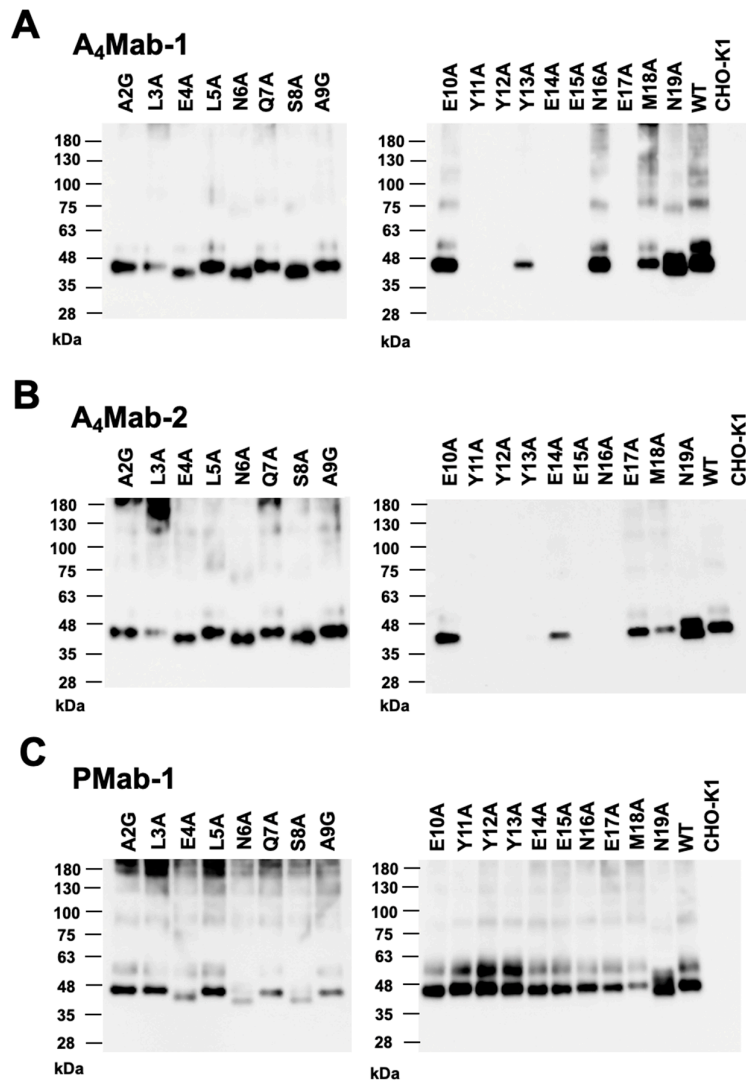 A
A₄Mab-1
A2G L3A E4A L5A N6A Q7A S8A A9G
E10A Y11A Y12A Y13A E14A E15A N16A E17A M18A N19A WT CHO-K1
180
130
100
75
63
48
35
28
kDa
180
130
100
75
63
48
35
28
kDa
B
A₄Mab-2
A2G L3A E4A L5A N6A Q7A S8A A9G
E10A Y11A Y12A Y13A E14A E15A N16A E17A M18A N19A WT CHO-K1
180
130
100
75
63
48
35
28
kDa
180
130
100
75
63
48
35
28
kDa
C
PMab-1
A2G L3A E4A L5A N6A Q7A S8A A9G
E10A Y11A Y12A Y13A E14A E15A N16A E17A M18A N19A WT CHO-K1
180
130
100
75
63
48
35
28
kDa
180
130
100
75
63
48
35
28
kDa